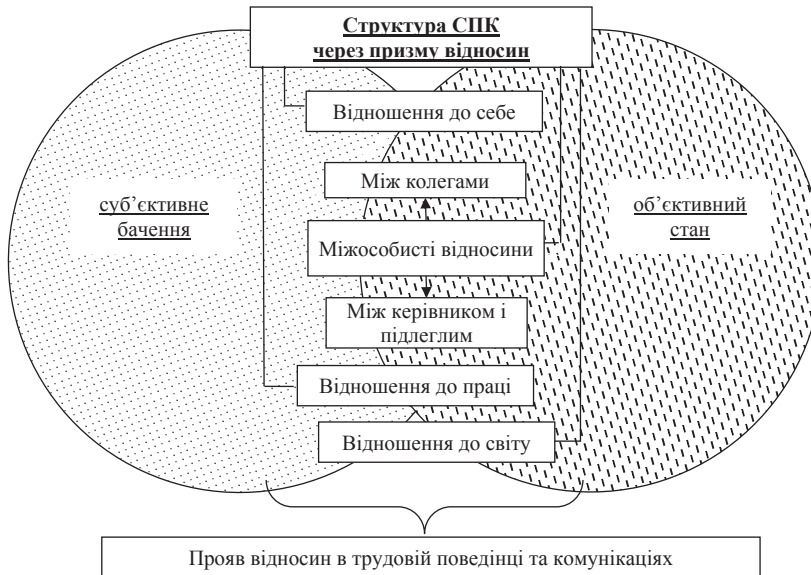 Структура СПК
через призму відносин
Відношення до себе
Між колегами
суб’єктивне
бачення
об’єктивний
стан
Міжособисті відносини
Між керівником і
підлеглим
Відношення до праці
Відношення до світу
Прояв відносин в трудовій поведінці та комунікаціях